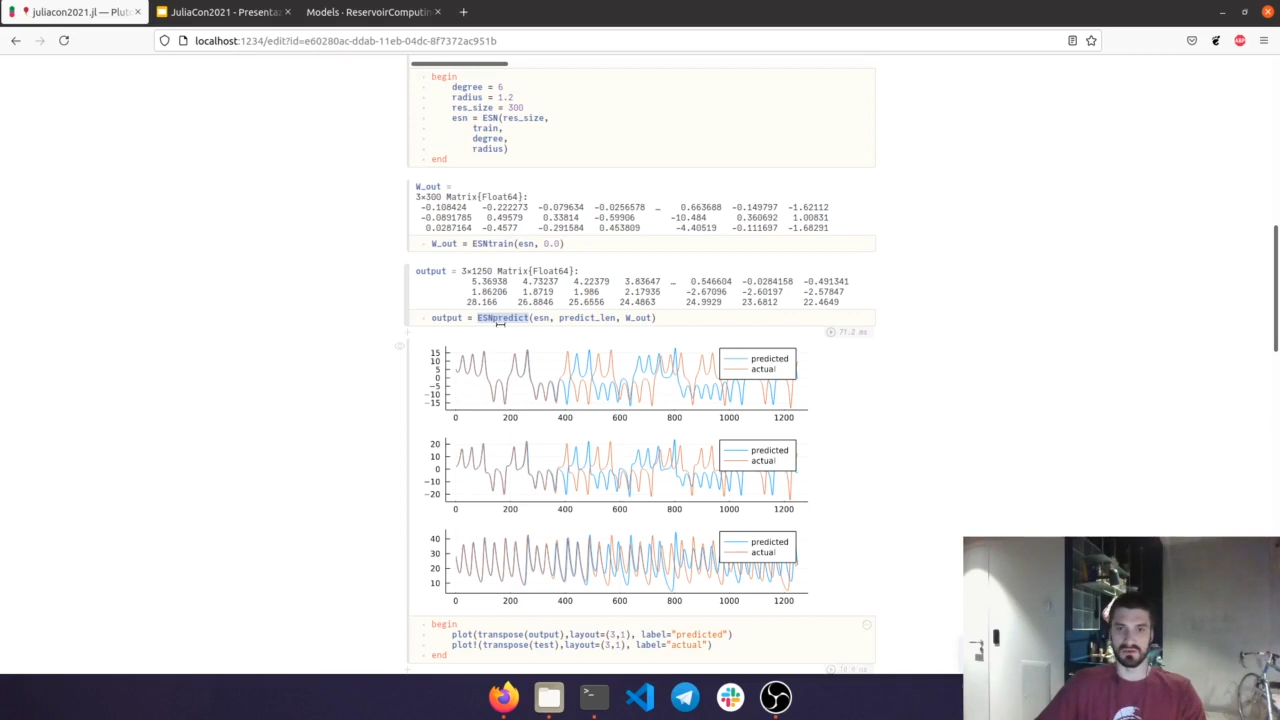 juliacon2021.jl — Pluto
JuliaCon2021 - Presenta
Models · ReservoirComputin
localhost:1234/edit?id=e60280ac-ddab-11eb-04dc-8f7372ac951b
begin
degree = 6
radius = 1.2
res_size = 300
esn = ESN(res_size,
train,
degree,
radius)
end
W_out =
3×300 Matrix{Float64}:
-0.108424 -0.222273 -0.079634 -0.0256578 … 0.663688 -0.149797 -1.62112
-0.0891785 0.49579 0.33814 -0.59906 -10.484 0.360692 1.00831
0.0287164 -0.4577 -0.291584 0.453809 -4.40519 -0.111697 -1.68291
W_out = ESNtrain(esn, 0.0)
output = 3×1250 Matrix{Float64}:
5.36938 4.73237 4.22379 3.83647 … 0.546604 -0.0284158 -0.491341
1.86206 1.8719 1.986 2.17935 -2.67096 -2.60197 -2.57847
28.166 26.8846 25.6556 24.4863 24.9929 23.6812 22.4649
output = ESNpredict(esn, predict_len, W_out)
71.2 ms
15
10
5
0
−5
−10
−15
predicted
actual
0 200 400 600 800 1000 1200
20
10
0
−10
−20
predicted
actual
0 200 400 600 800 1000 1200
40
30
20
10
predicted
actual
0 200 400 600 800 1000 1200
begin
plot(transpose(output),layout=(3,1), label="predicted")
plot!(transpose(test),layout=(3,1), label="actual")
end
ABP